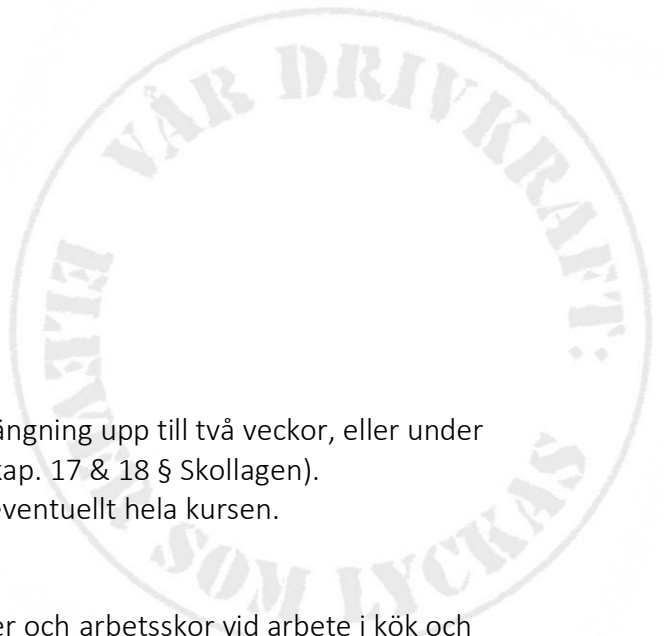 VÅR DRIVKRAFT:
ELEVER SOM LYCKAS
ängning upp till två veckor, eller under
kap. 17 & 18 § Skollagen).
eventuellt hela kursen.
er och arbetsskor vid arbete i kök och